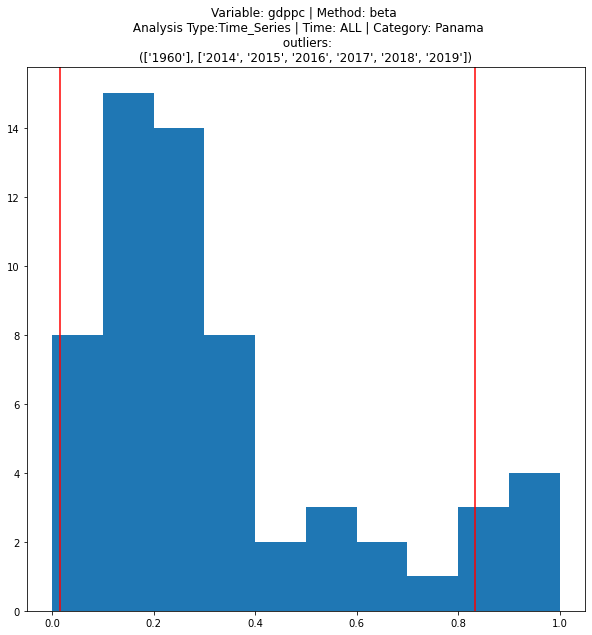 Variable: gdppc | Method: beta
Analysis Type:Time_Series | Time: ALL | Category: Panama
outliers:
(['1960'], ['2014', '2015', '2016', '2017', '2018', '2019'])
14
12
10
8
6
4
2
0
0.0 0.2 0.4 0.6 0.8 1.0